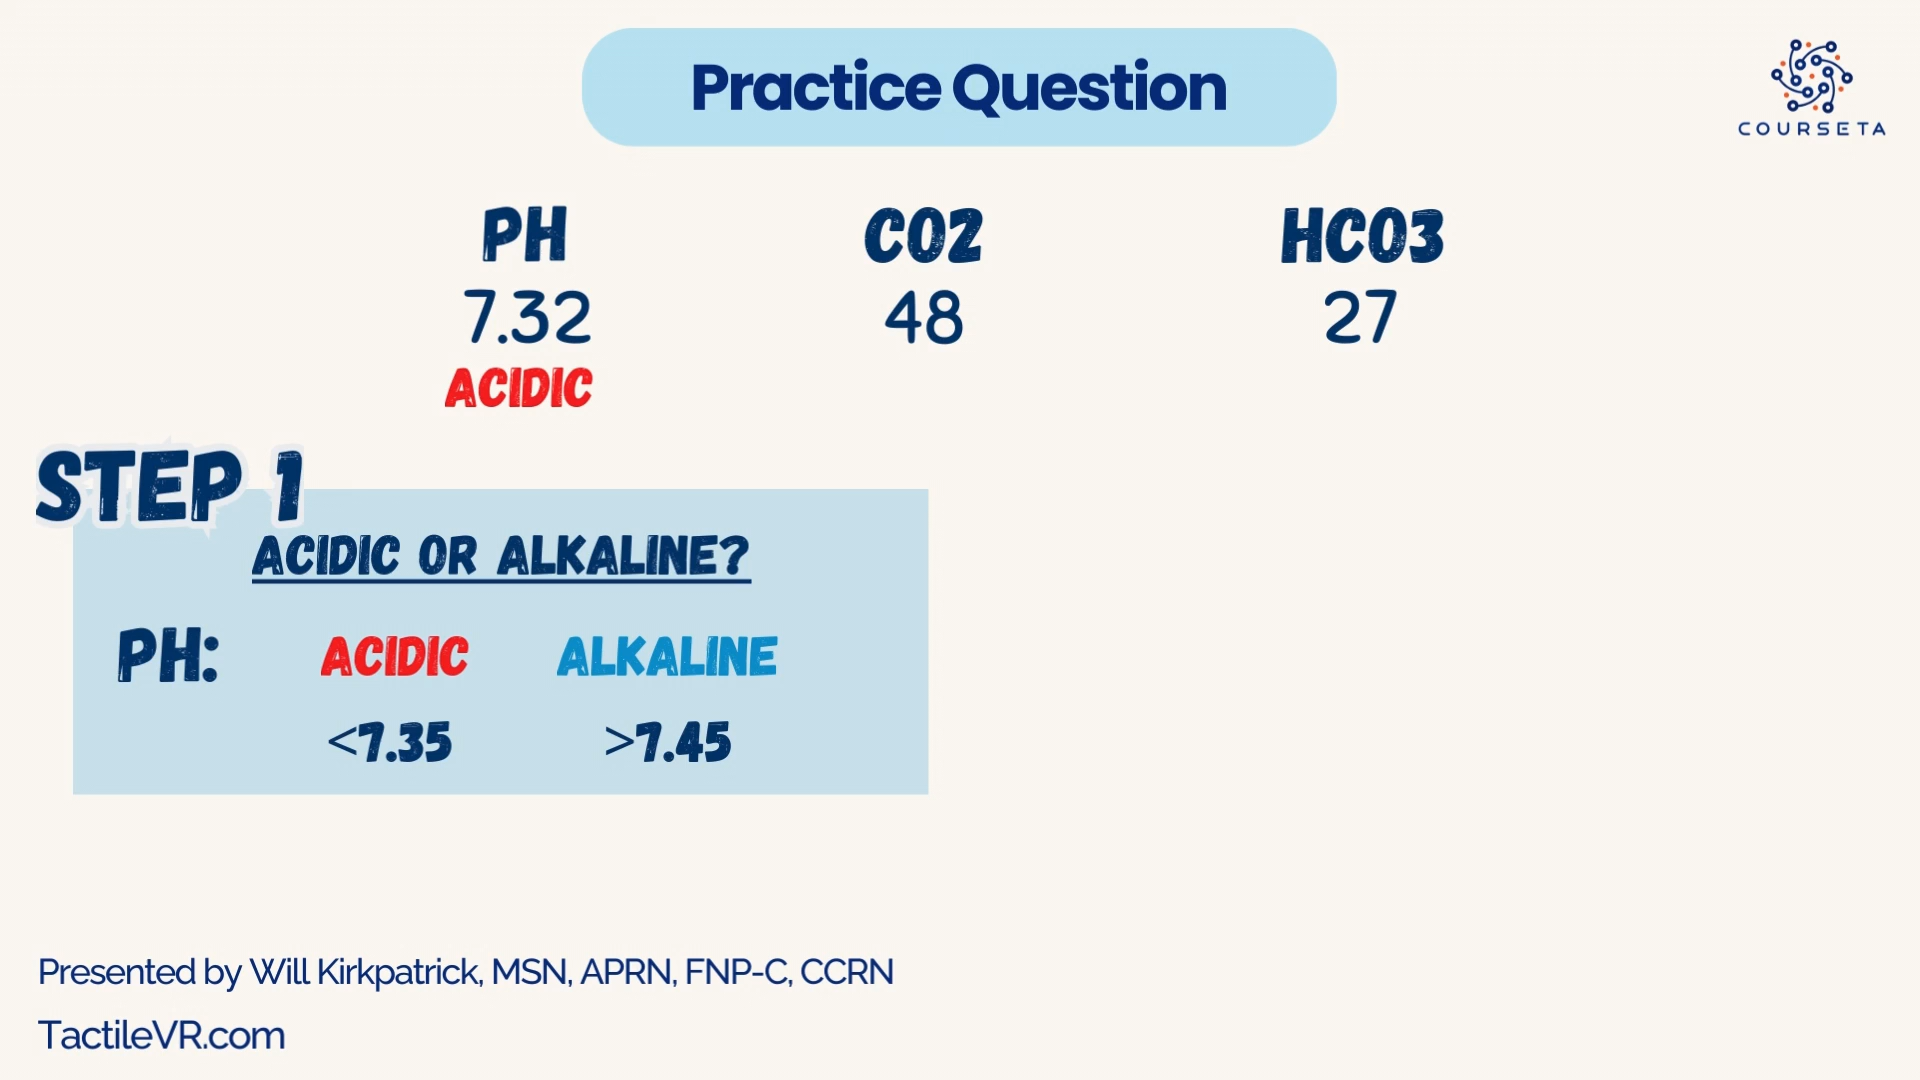 Practice Question
COURSETA
PH CO2 HCO3
7.32 48 27
ACIDIC
STEP 1
ACIDIC OR ALKALINE?
PH: ACIDIC ALKALINE
<7.35 >7.45
Presented by Will Kirkpatrick, MSN, APRN, FNP-C, CCRN
TactileVR.com